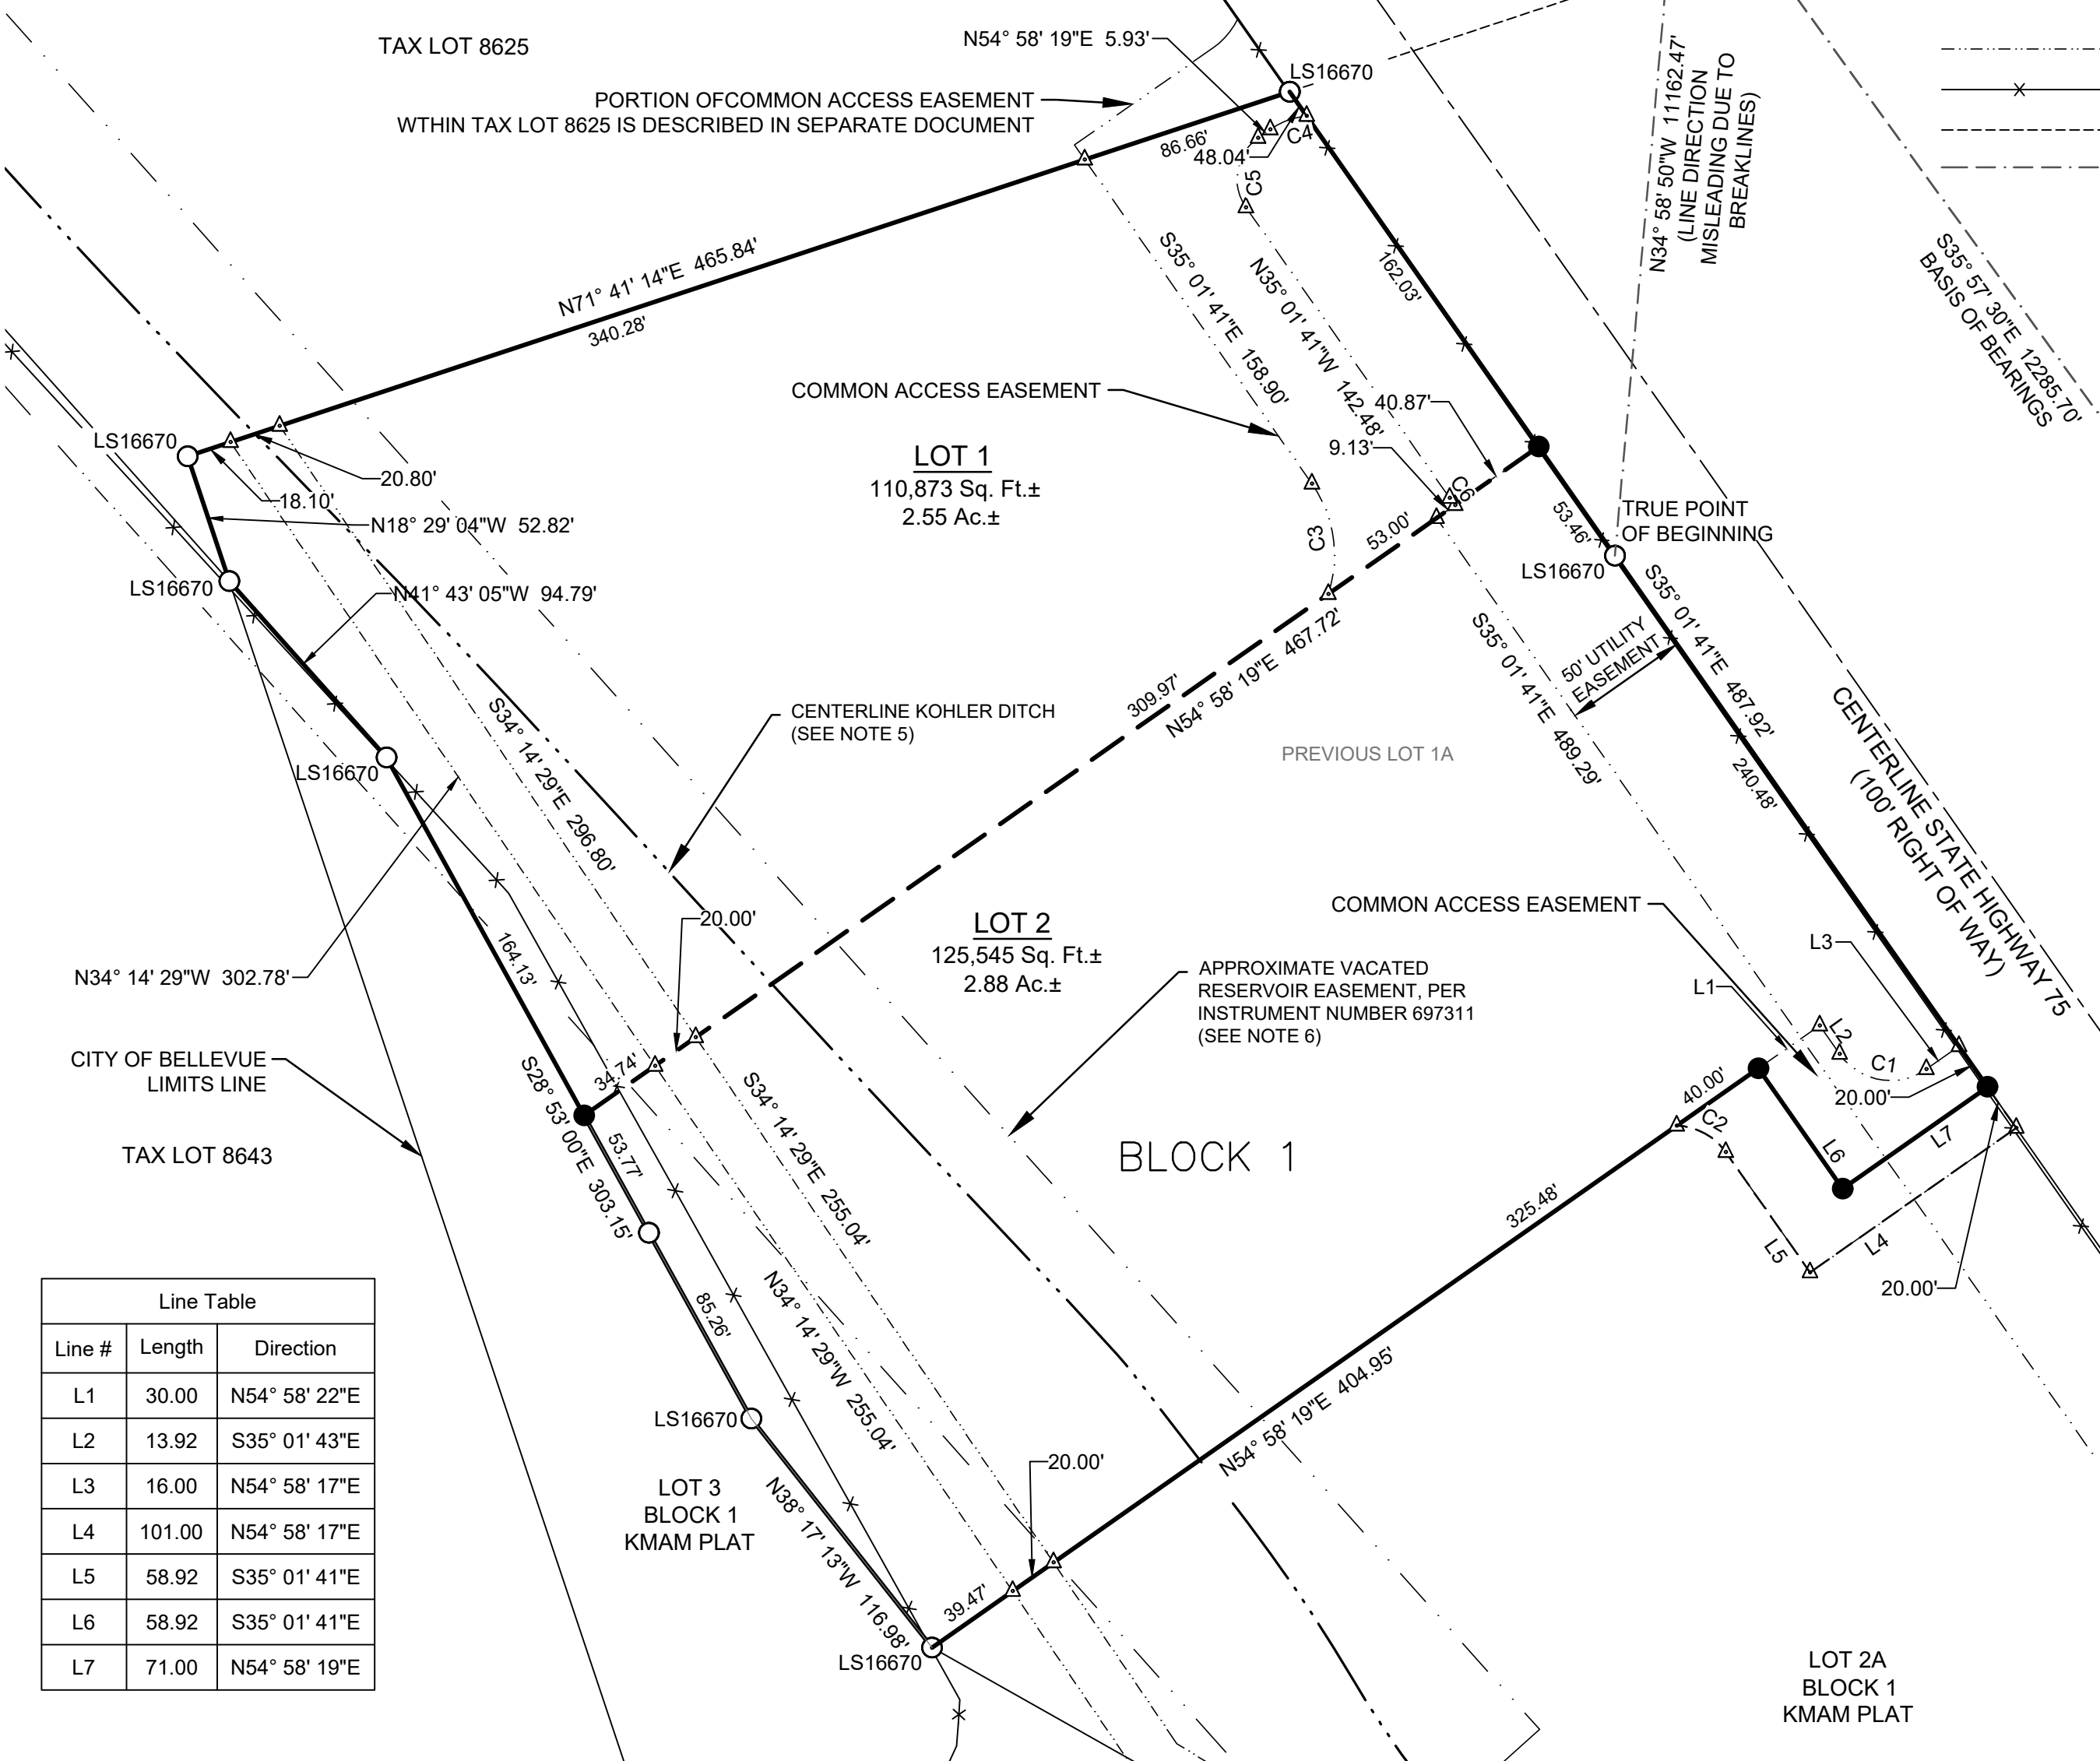 TAX LOT 8625
N54° 58' 19"E 5.93'
LS16670
PORTION OFCOMMON ACCESS EASEMENT
WTHIN TAX LOT 8625 IS DESCRIBED IN SEPARATE DOCUMENT
86.66'
48.04'
C4
C5
N34° 58' 50"W 1162.47'
(LINE DIRECTION
MISLEADING DUE TO
BREAKLINES)
S35° 57' 30"E 12285.70'
BASIS OF BEARINGS
N71° 41' 14"E 465.84'
340.28'
S35° 01' 41"E 158.90'
N35° 01' 41"W 142.48'
162.03'
COMMON ACCESS EASEMENT
40.87'
9.13'
C6
LS16670
20.80'
18.10'
N18° 29' 04"W 52.82'
LOT 1
110,873 Sq. Ft.±
2.55 Ac.±
C3
53.00'
53.46'
TRUE POINT
OF BEGINNING
LS16670
LS16670
N41° 43' 05"W 94.79'
309.97'
N54° 58' 19"E 467.72'
S35° 01' 41"E 489.29'
50' UTILITY
EASEMENT
S35° 01' 41"E 487.92'
240.48'
CENTERLINE STATE HIGHWAY 75
(100' RIGHT OF WAY)
LS16670
S34° 14' 29"E 296.80'
CENTERLINE KOHLER DITCH
(SEE NOTE 5)
PREVIOUS LOT 1A
N34° 14' 29"W 302.78'
164.13'
20.00'
LOT 2
125,545 Sq. Ft.±
2.88 Ac.±
COMMON ACCESS EASEMENT
L3
L1
L2
C1
APPROXIMATE VACATED
RESERVOIR EASEMENT, PER
INSTRUMENT NUMBER 697311
(SEE NOTE 6)
CITY OF BELLEVUE
LIMITS LINE
34.74'
40.00'
20.00'
C2
L6
L7
TAX LOT 8643
S28° 53' 00"E 303.15'
53.77'
S34° 14' 29"E 255.04'
BLOCK 1
325.48'
L5
L4
20.00'
85.26'
N34° 14' 29"W 255.04'
N54° 58' 19"E 404.95'
LS16670
20.00'
LOT 3
BLOCK 1
KMAM PLAT
N38° 17' 13"W 116.98'
39.47'
LS16670
LOT 2A
BLOCK 1
KMAM PLAT
Line Table
Line # Length Direction
L1 30.00 N54° 58' 22"E
L2 13.92 S35° 01' 43"E
L3 16.00 N54° 58' 17"E
L4 101.00 N54° 58' 17"E
L5 58.92 S35° 01' 41"E
L6 58.92 S35° 01' 41"E
L7 71.00 N54° 58' 19"E